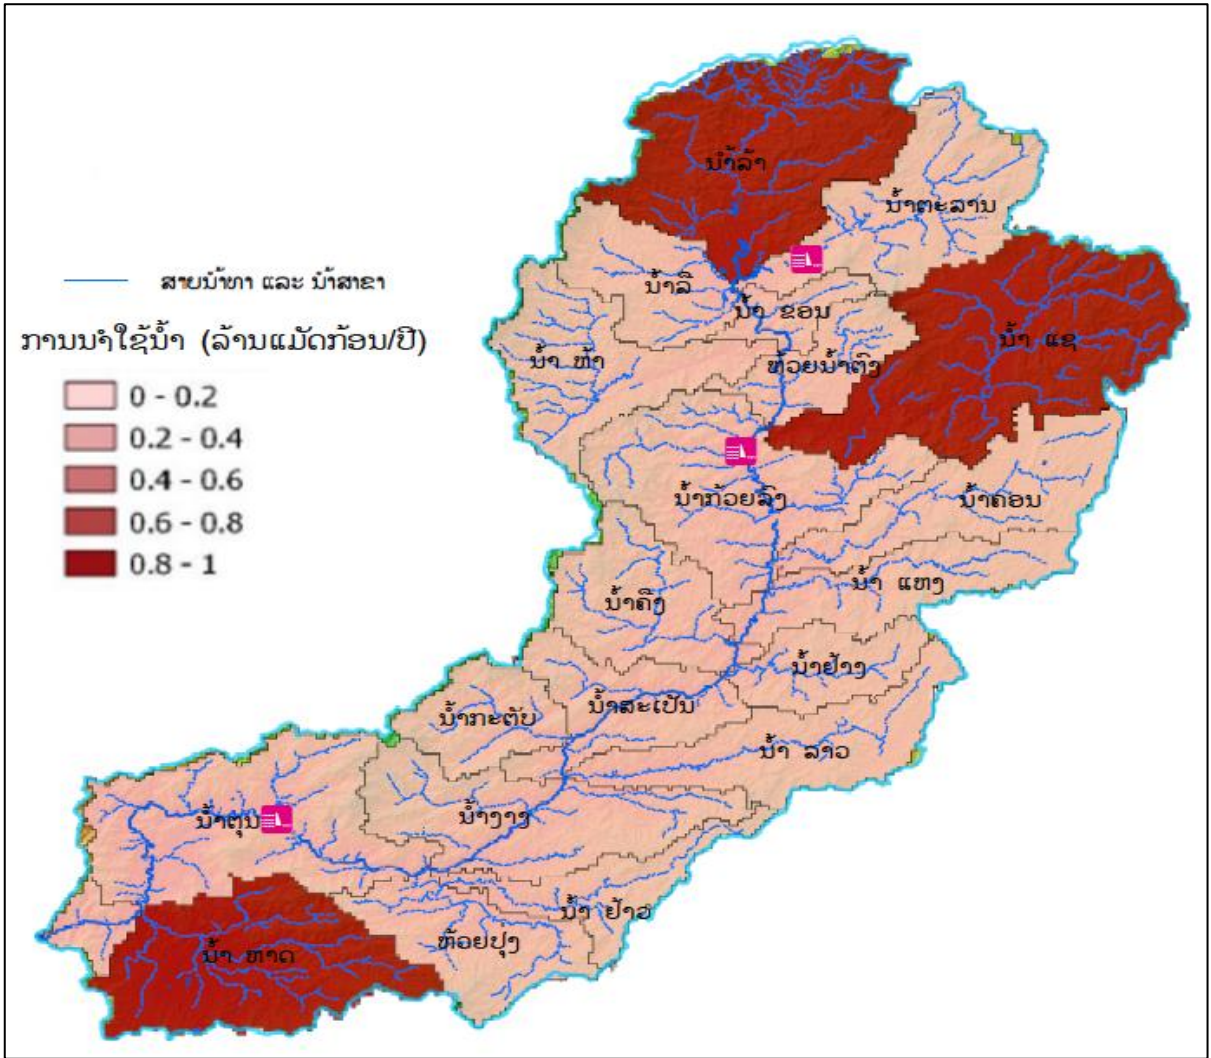 ນ້ຳລ້າ
ນ້ຳຕະລານ
ສາຍນ້ຳທາ ແລະ ນ້ຳສາຂາ
ນ້ຳລື
ນ້ຳ ຂອນ
ການນຳໃຊ້ນ້ຳ (ລ້ານແມັດກ້ອນ/ປີ)
ນ້ຳ ແຊ
ນ້ຳ ຫ້າ
ຫ້ວຍນ້ຳຕົງ
0 - 0.2
0.2 - 0.4
0.4 - 0.6
0.6 - 0.8
0.8 - 1
ນ້ຳກ້ວຍລົງ
ນ້ຳຄອນ
ນ້ຳ ແຫງ
ນ້ຳຄືງ
ນ້ຳຢ້າງ
ນ້ຳສະເປັນ
ນ້ຳກະຕັບ
ນ້ຳ ລາວ
ນ້ຳຕຸນ
ນ້ຳງາງ
ນ້ຳ ຢ້າວ
ຫ້ອຍປຸ່ງ
ນ້ຳ ຫາດ